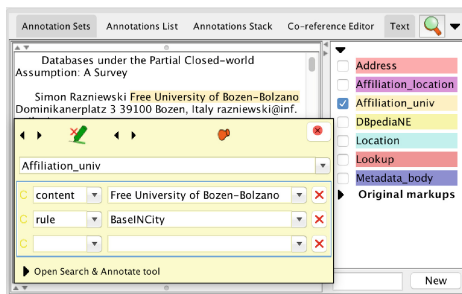 Annotation Sets Annotations List Annotations Stack Co-reference Editor Text
Databases under the Partial Closed-world
Assumption: A Survey
Simon Razniewski Free University of Bozen-Bolzano
Dominikanerplatz 3 39100 Bozen, Italy razniewski@inf.
Affiliation_univ
C content Free University of Bozen-Bolzano
C rule BaseINCity
C
Open Search & Annotate tool
Address
Affiliation_location
Affiliation_univ
DBpediaNE
Location
Lookup
Metadata_body
Original markups
New